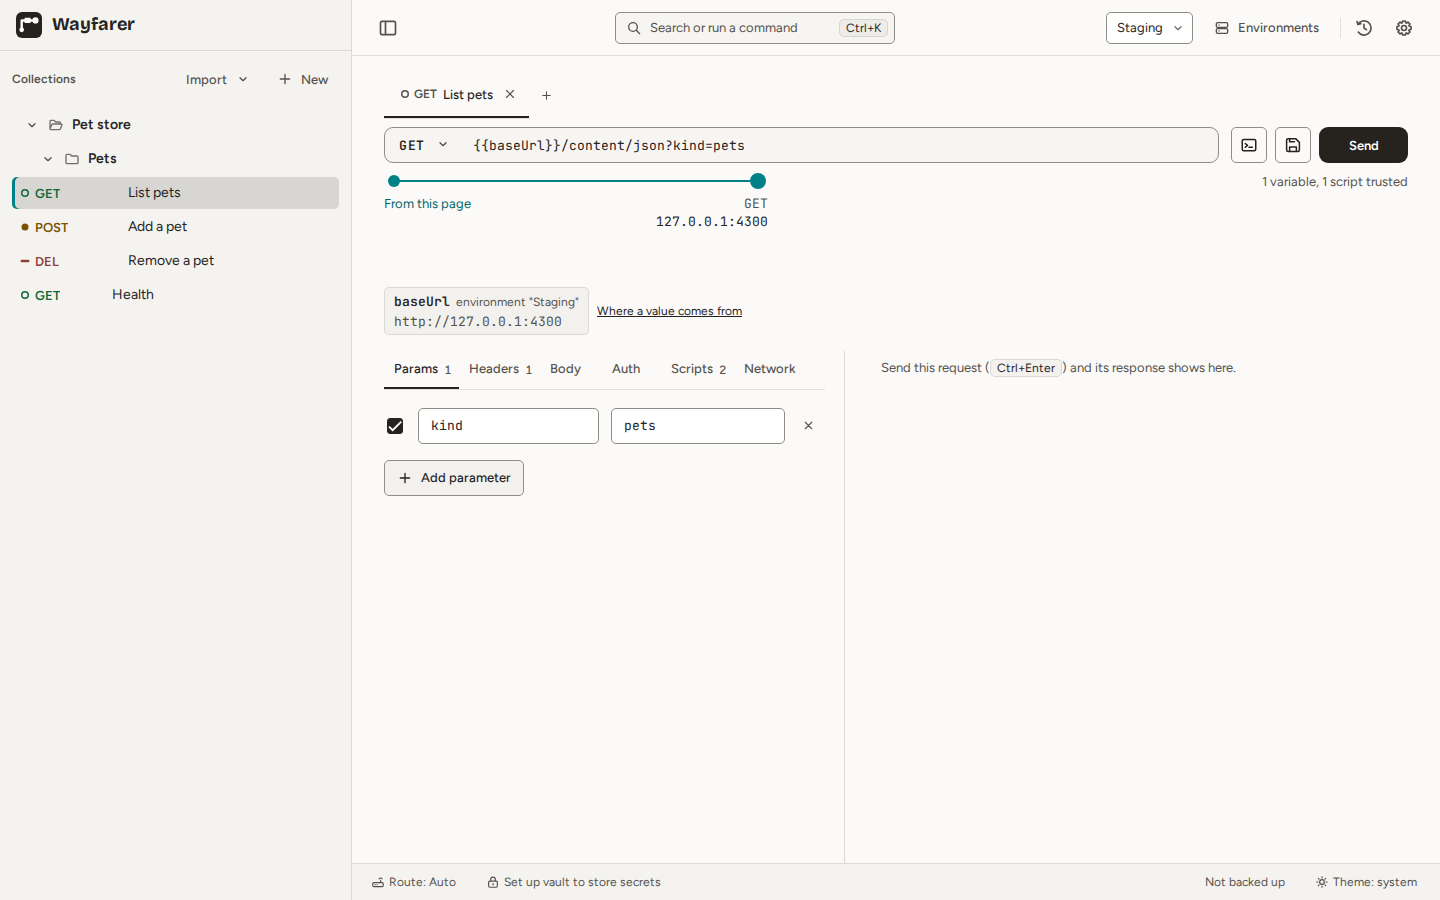 Wayfarer
Search or run a command Ctrl+K
Staging
Environments
Collections
Import
New
Pet store
Pets
GET List pets
POST Add a pet
DEL Remove a pet
GET Health
GET List pets
GET {{baseUrl}}/content/json?kind=pets
Send
1 variable, 1 script trusted
From this page
GET
127.0.0.1:4300
baseUrl environment "Staging"
http://127.0.0.1:4300
Where a value comes from
Params 1 Headers 1 Body Auth Scripts 2 Network
kind pets
Add parameter
Send this request (Ctrl+Enter) and its response shows here.
Route: Auto
Set up vault to store secrets
Not backed up
Theme: system